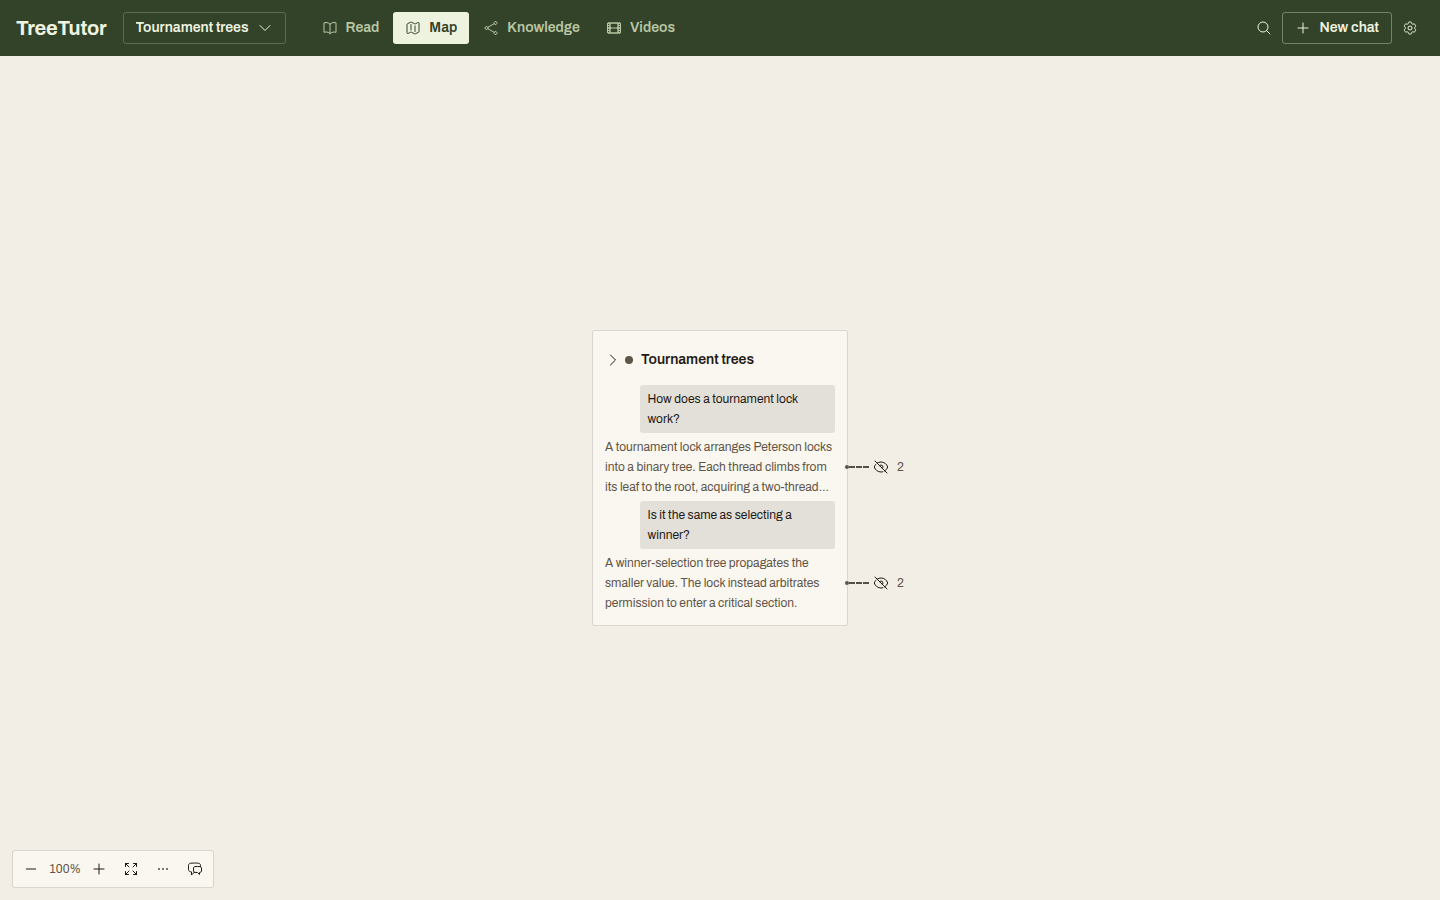 TreeTutor
Tournament trees
Read
Map
Knowledge
Videos
New chat
Tournament trees
How does a tournament lock
work?
A tournament lock arranges Peterson locks
into a binary tree. Each thread climbs from
its leaf to the root, acquiring a two-thread...
2
Is it the same as selecting a
winner?
A winner-selection tree propagates the
smaller value. The lock instead arbitrates
permission to enter a critical section.
2
100%